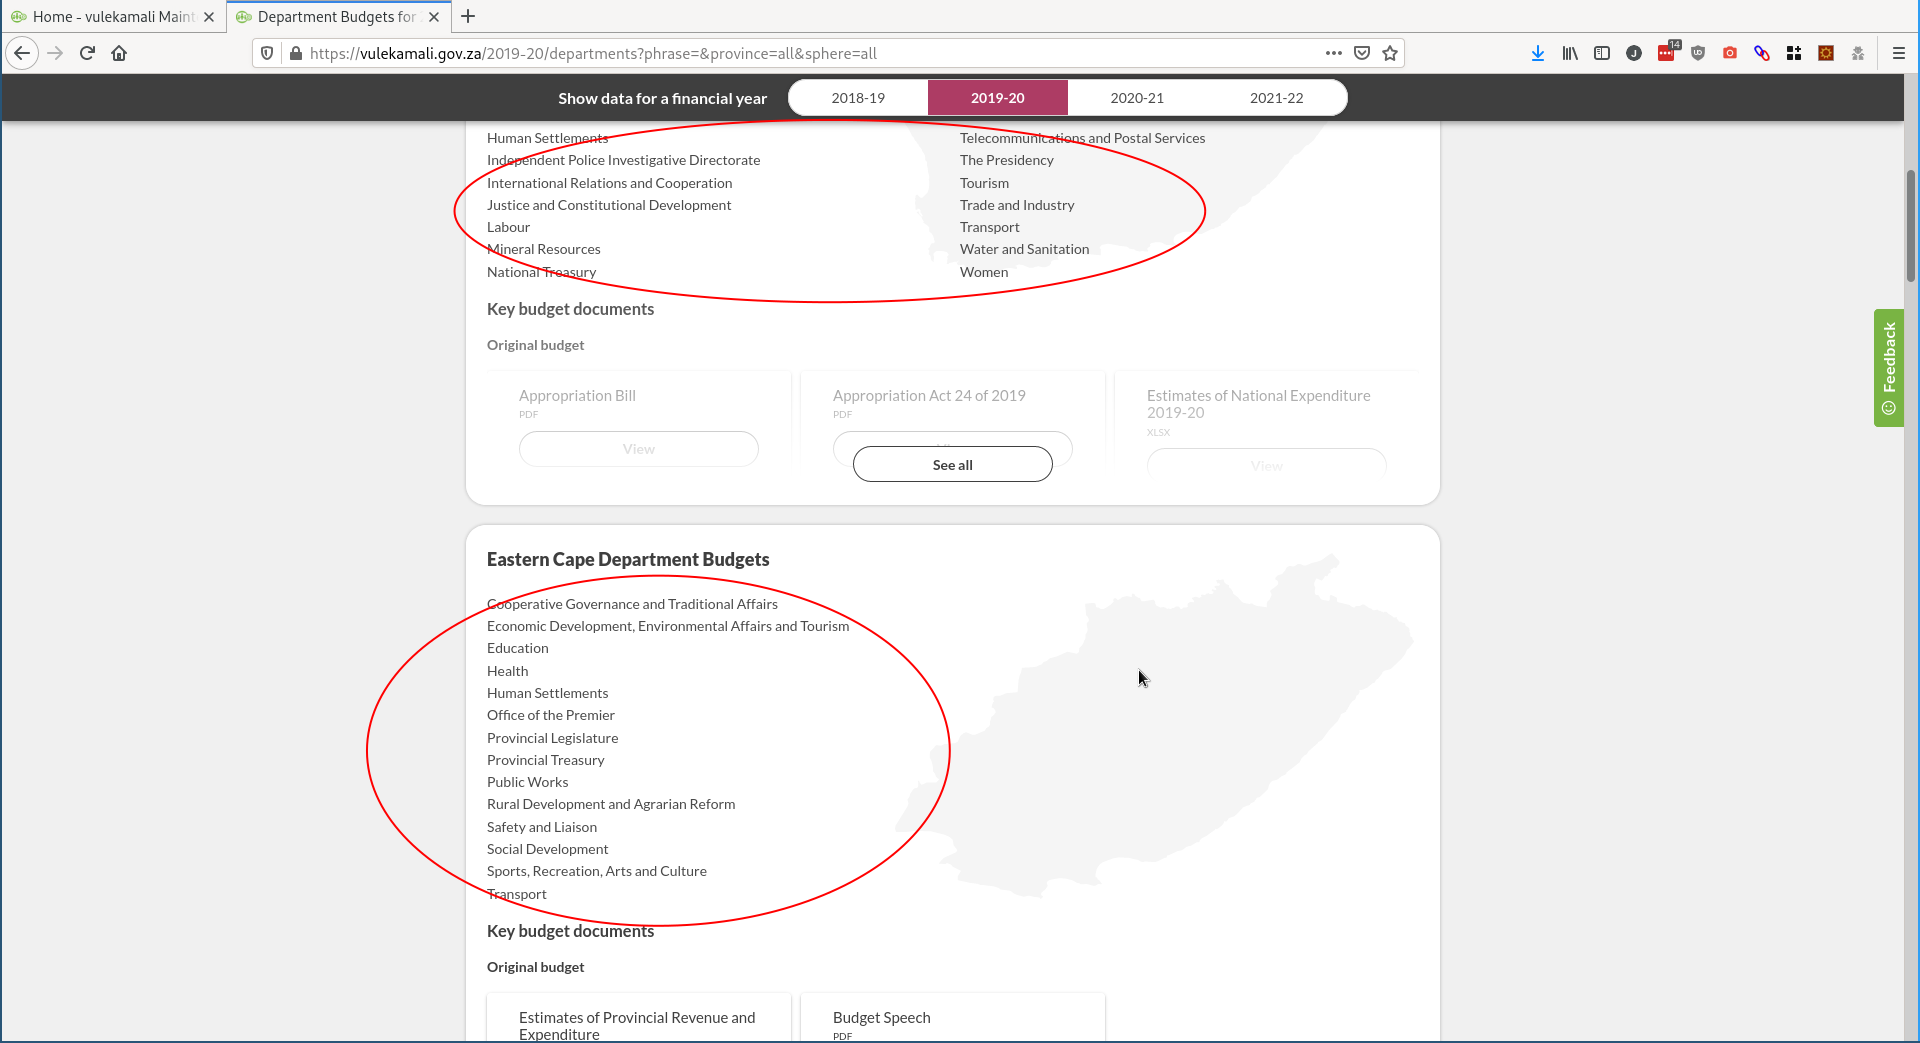 Home - vulekamali Maint
Department Budgets for
https://vulekamali.gov.za/2019-20/departments?phrase=&province=all&sphere=all
14
Show data for a financial year
2018-19
2019-20
2020-21
2021-22
Human Settlements
Independent Police Investigative Directorate
International Relations and Cooperation
Justice and Constitutional Development
Labour
Mineral Resources
National Treasury
Telecommunications and Postal Services
The Presidency
Tourism
Trade and Industry
Transport
Water and Sanitation
Women
Key budget documents
Original budget
Appropriation Bill
PDF
View
Appropriation Act 24 of 2019
PDF
Estimates of National Expenditure
2019-20
XLSX
View
See all
Feedback
Eastern Cape Department Budgets
Cooperative Governance and Traditional Affairs
Economic Development, Environmental Affairs and Tourism
Education
Health
Human Settlements
Office of the Premier
Provincial Legislature
Provincial Treasury
Public Works
Rural Development and Agrarian Reform
Safety and Liaison
Social Development
Sports, Recreation, Arts and Culture
Transport
Key budget documents
Original budget
Estimates of Provincial Revenue and
Expenditure
Budget Speech
PDF